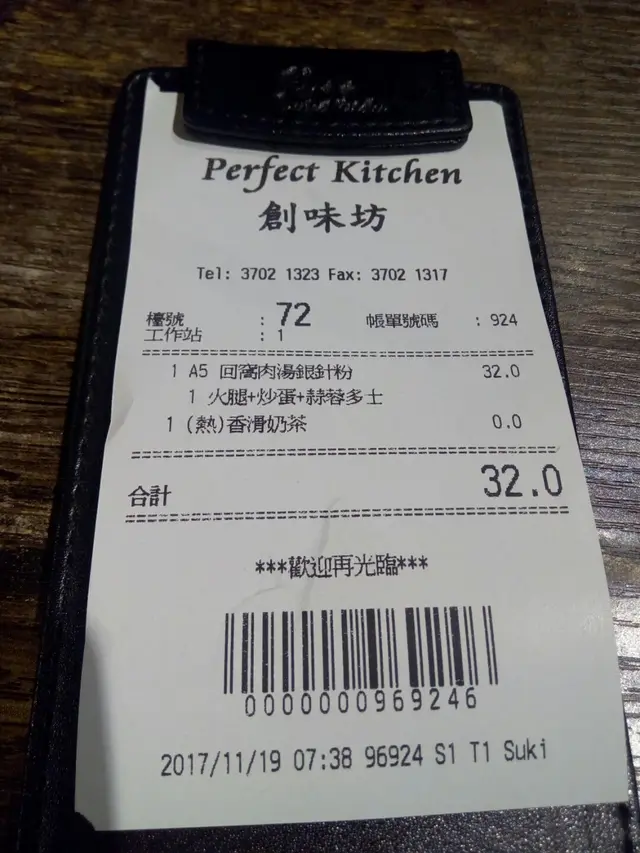 Perfect Kitchen
創味坊
Tel: 3702 1323 Fax: 3702 1317
檯號 : 72 帳單號碼 : 924
工作站 : 1
1 A5 回窩肉湯銀針粉 32.0
1 火腿+炒蛋+蒜蓉多士
1 (熱)香滑奶茶 0.0
合計 32.0
***歡迎再光臨***
0000000969246
2017/11/19 07:38 96924 S1 T1 Suki